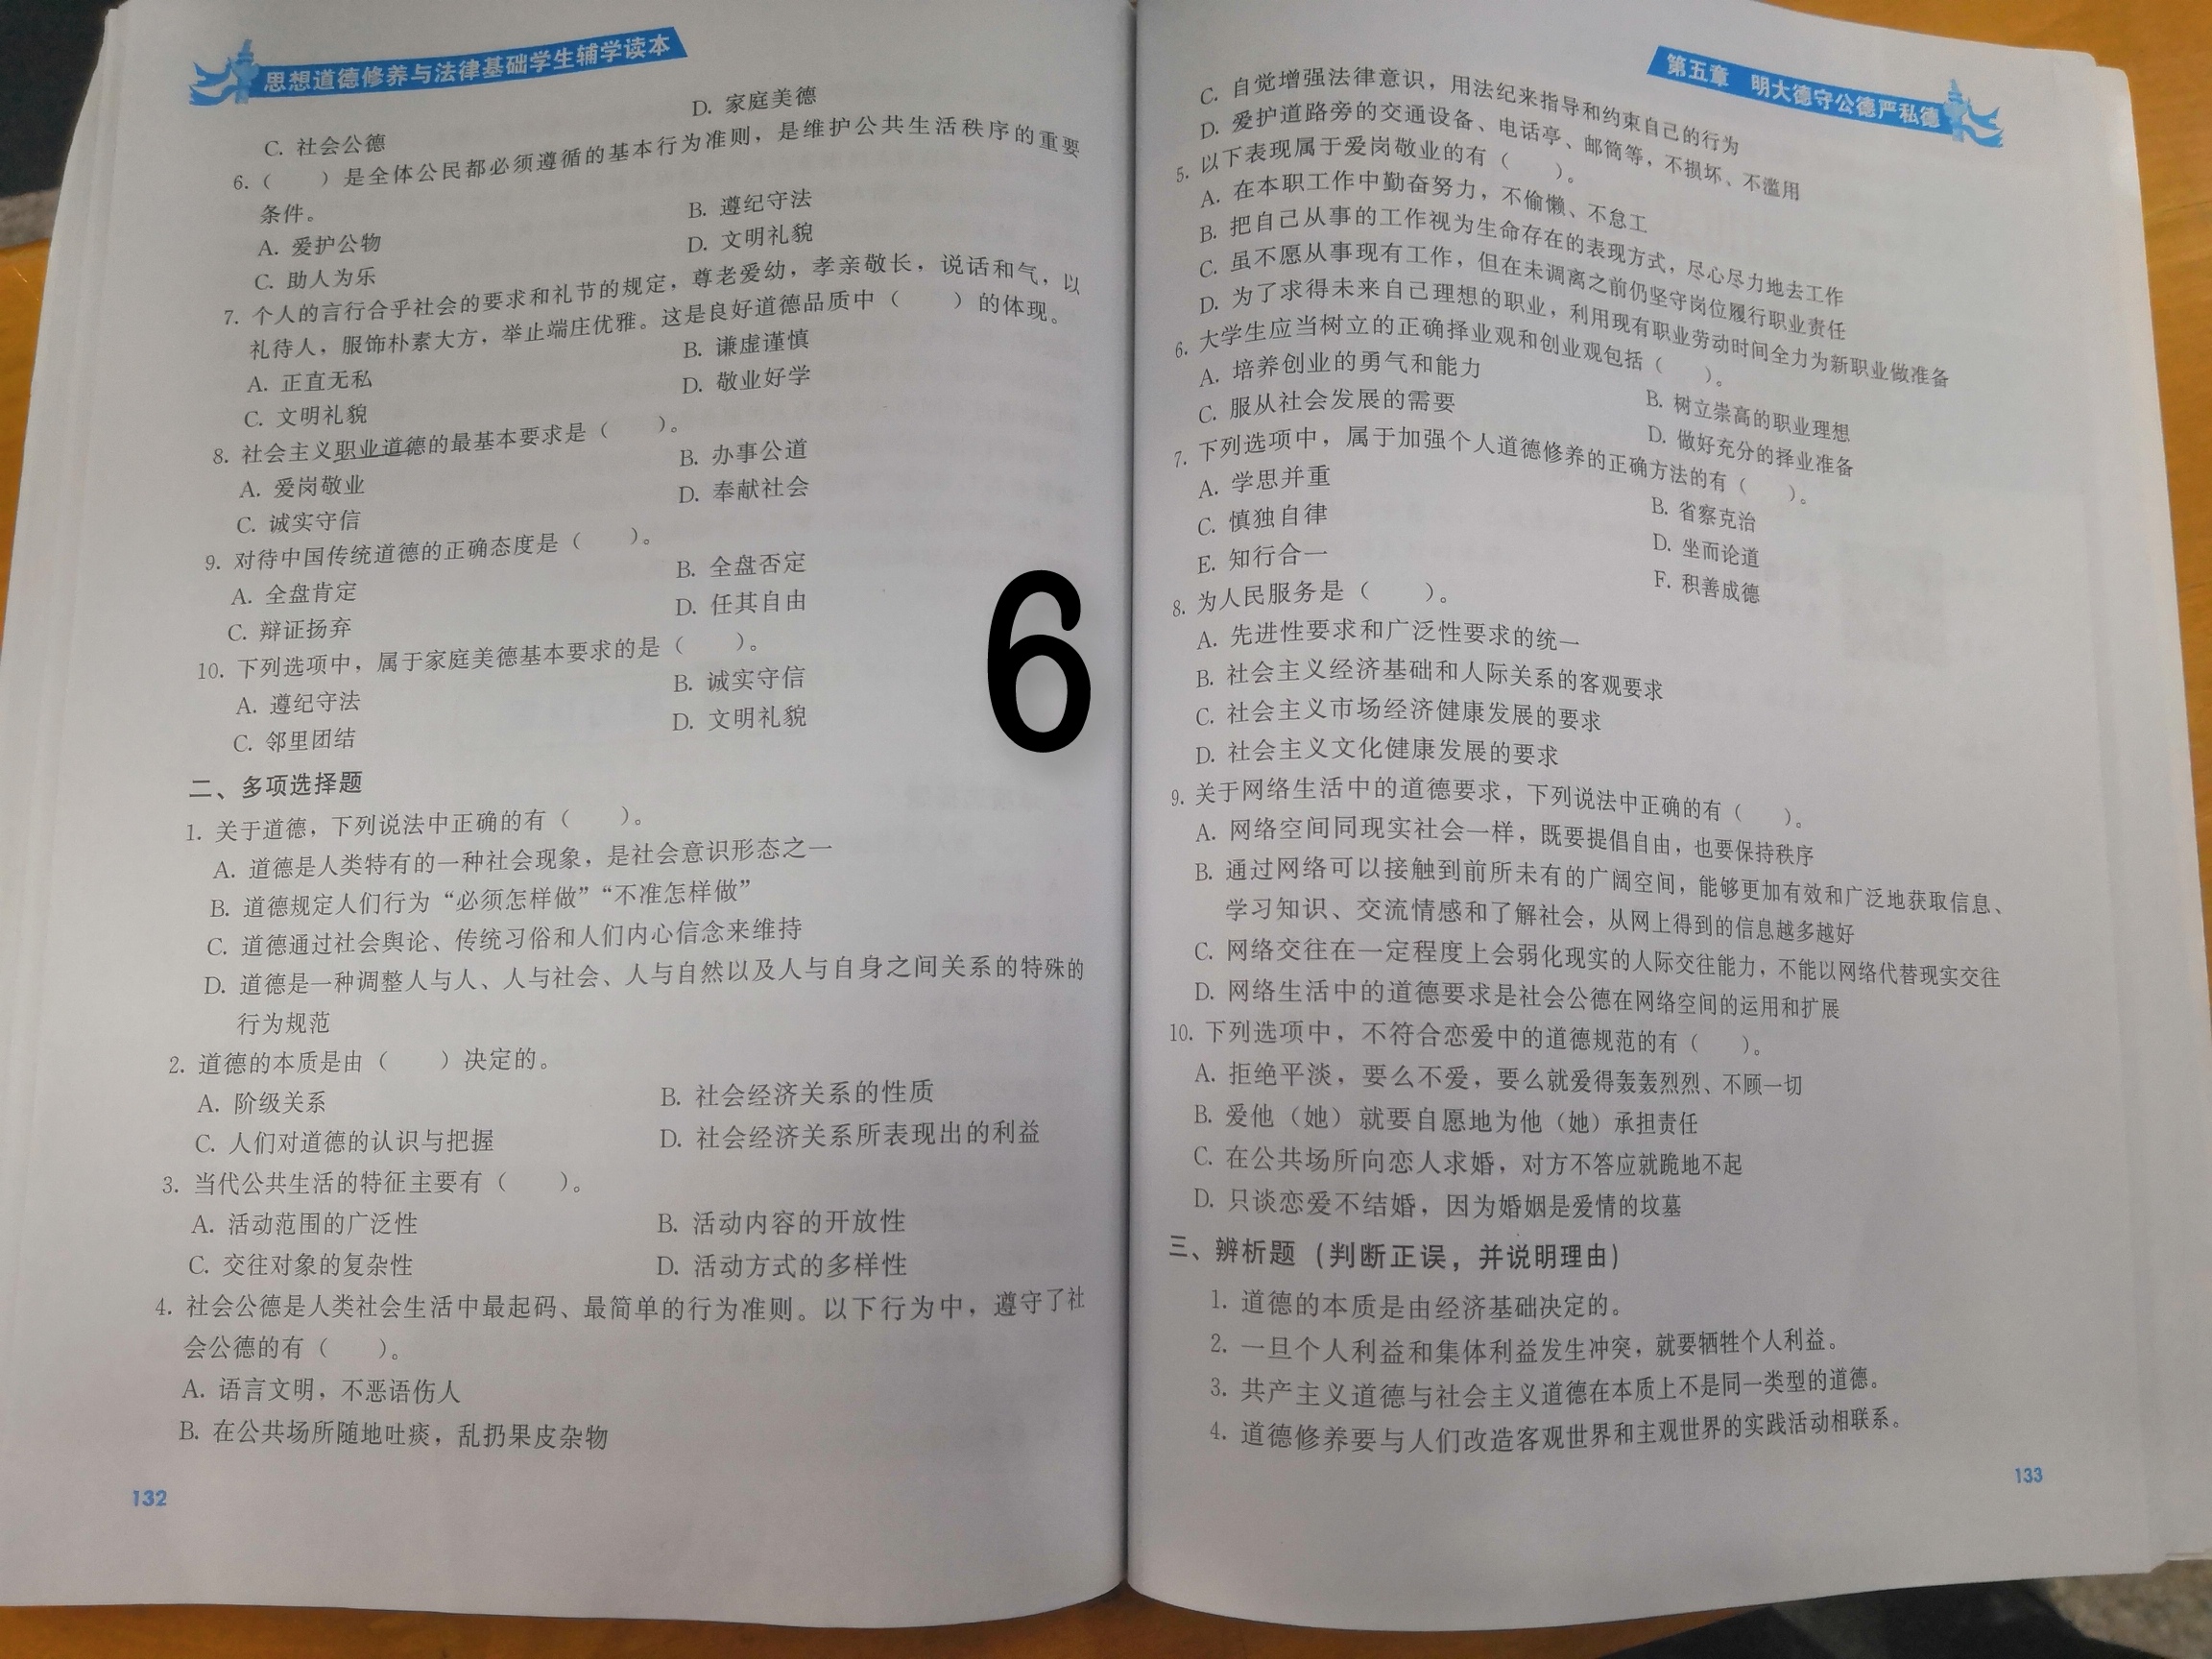 思想道德修养与法律基础学生辅学读本
C. 社会公德
D. 家庭美德
6.（　　）是全体公民都必须遵循的基本行为准则，是维护公共生活秩序的重要
条件。
A. 爱护公物
B. 遵纪守法
C. 助人为乐
D. 文明礼貌
7. 个人的言行合乎社会的要求和礼节的规定，尊老爱幼，孝亲敬长，说话和气，以
礼待人，服饰朴素大方，举止端庄优雅。这是良好道德品质中（　　）的体现。
A. 正直无私
B. 谦虚谨慎
C. 文明礼貌
D. 敬业好学
8. 社会主义职业道德的最基本要求是（　　）。
A. 爱岗敬业
B. 办事公道
C. 诚实守信
D. 奉献社会
9. 对待中国传统道德的正确态度是（　　）。
A. 全盘肯定
B. 全盘否定
C. 辩证扬弃
D. 任其自由
10. 下列选项中，属于家庭美德基本要求的是（　　）。
A. 遵纪守法
B. 诚实守信
C. 邻里团结
D. 文明礼貌
二、多项选择题
1. 关于道德，下列说法中正确的有（　　）。
A. 道德是人类特有的一种社会现象，是社会意识形态之一
B. 道德规定人们行为“必须怎样做”“不准怎样做”
C. 道德通过社会舆论、传统习俗和人们内心信念来维持
D. 道德是一种调整人与人、人与社会、人与自然以及人与自身之间关系的特殊的
行为规范
2. 道德的本质是由（　　）决定的。
A. 阶级关系
B. 社会经济关系的性质
C. 人们对道德的认识与把握
D. 社会经济关系所表现出的利益
3. 当代公共生活的特征主要有（　　）。
A. 活动范围的广泛性
B. 活动内容的开放性
C. 交往对象的复杂性
D. 活动方式的多样性
4. 社会公德是人类社会生活中最起码、最简单的行为准则。以下行为中，遵守了社
会公德的有（　　）。
A. 语言文明，不恶语伤人
B. 在公共场所随地吐痰，乱扔果皮杂物
132
6
第五章　明大德守公德严私德
C. 自觉增强法律意识，用法纪来指导和约束自己的行为
D. 爱护道路旁的交通设备、电话亭、邮筒等，不损坏、不滥用
5. 以下表现属于爱岗敬业的有（　　）。
A. 在本职工作中勤奋努力，不偷懒、不怠工
B. 把自己从事的工作视为生命存在的表现方式，尽心尽力地去工作
C. 虽不愿从事现有工作，但在未调离之前仍坚守岗位履行职业责任
D. 为了求得未来自己理想的职业，利用现有职业劳动时间全力为新职业做准备
6. 大学生应当树立的正确择业观和创业观包括（　　）。
A. 培养创业的勇气和能力
B. 树立崇高的职业理想
C. 服从社会发展的需要
D. 做好充分的择业准备
7. 下列选项中，属于加强个人道德修养的正确方法的有（　　）。
A. 学思并重
B. 省察克治
C. 慎独自律
D. 坐而论道
E. 知行合一
F. 积善成德
8. 为人民服务是（　　）。
A. 先进性要求和广泛性要求的统一
B. 社会主义经济基础和人际关系的客观要求
C. 社会主义市场经济健康发展的要求
D. 社会主义文化健康发展的要求
9. 关于网络生活中的道德要求，下列说法中正确的有（　　）。
A. 网络空间同现实社会一样，既要提倡自由，也要保持秩序
B. 通过网络可以接触到前所未有的广阔空间，能够更加有效和广泛地获取信息、
学习知识、交流情感和了解社会，从网上得到的信息越多越好
C. 网络交往在一定程度上会弱化现实的人际交往能力，不能以网络代替现实交往
D. 网络生活中的道德要求是社会公德在网络空间的运用和扩展
10. 下列选项中，不符合恋爱中的道德规范的有（　　）。
A. 拒绝平淡，要么不爱，要么就爱得轰轰烈烈、不顾一切
B. 爱他（她）就要自愿地为他（她）承担责任
C. 在公共场所向恋人求婚，对方不答应就跪地不起
D. 只谈恋爱不结婚，因为婚姻是爱情的坟墓
三、辨析题（判断正误，并说明理由）
1. 道德的本质是由经济基础决定的。
2. 一旦个人利益和集体利益发生冲突，就要牺牲个人利益。
3. 共产主义道德与社会主义道德在本质上不是同一类型的道德。
4. 道德修养要与人们改造客观世界和主观世界的实践活动相联系。
133